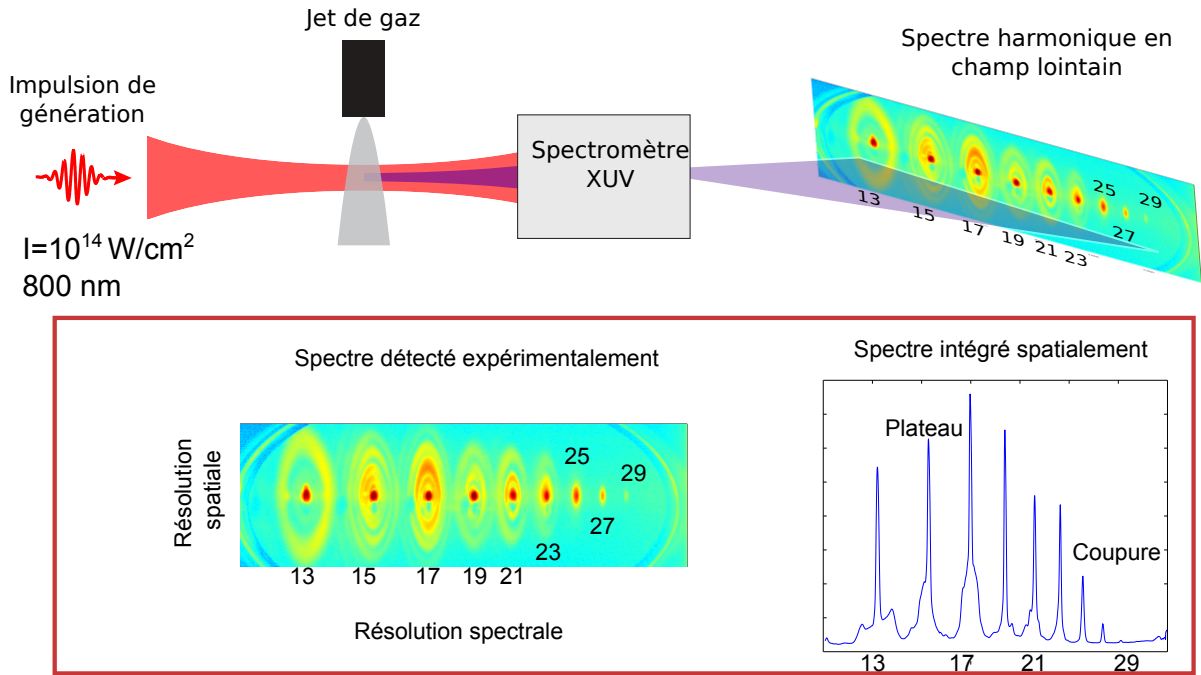 Jet de gaz
Impulsion de
génération
I=10¹⁴ W/cm²
800 nm
Spectromètre
XUV
Spectre harmonique en
champ lointain
13
15
17
19
21
23
25
27
29
Spectre détecté expérimentalement
Résolution
spatiale
25
29
27
23
13 15 17 19 21
Résolution spectrale
Spectre intégré spatialement
Plateau
Coupure
13 17 21 29